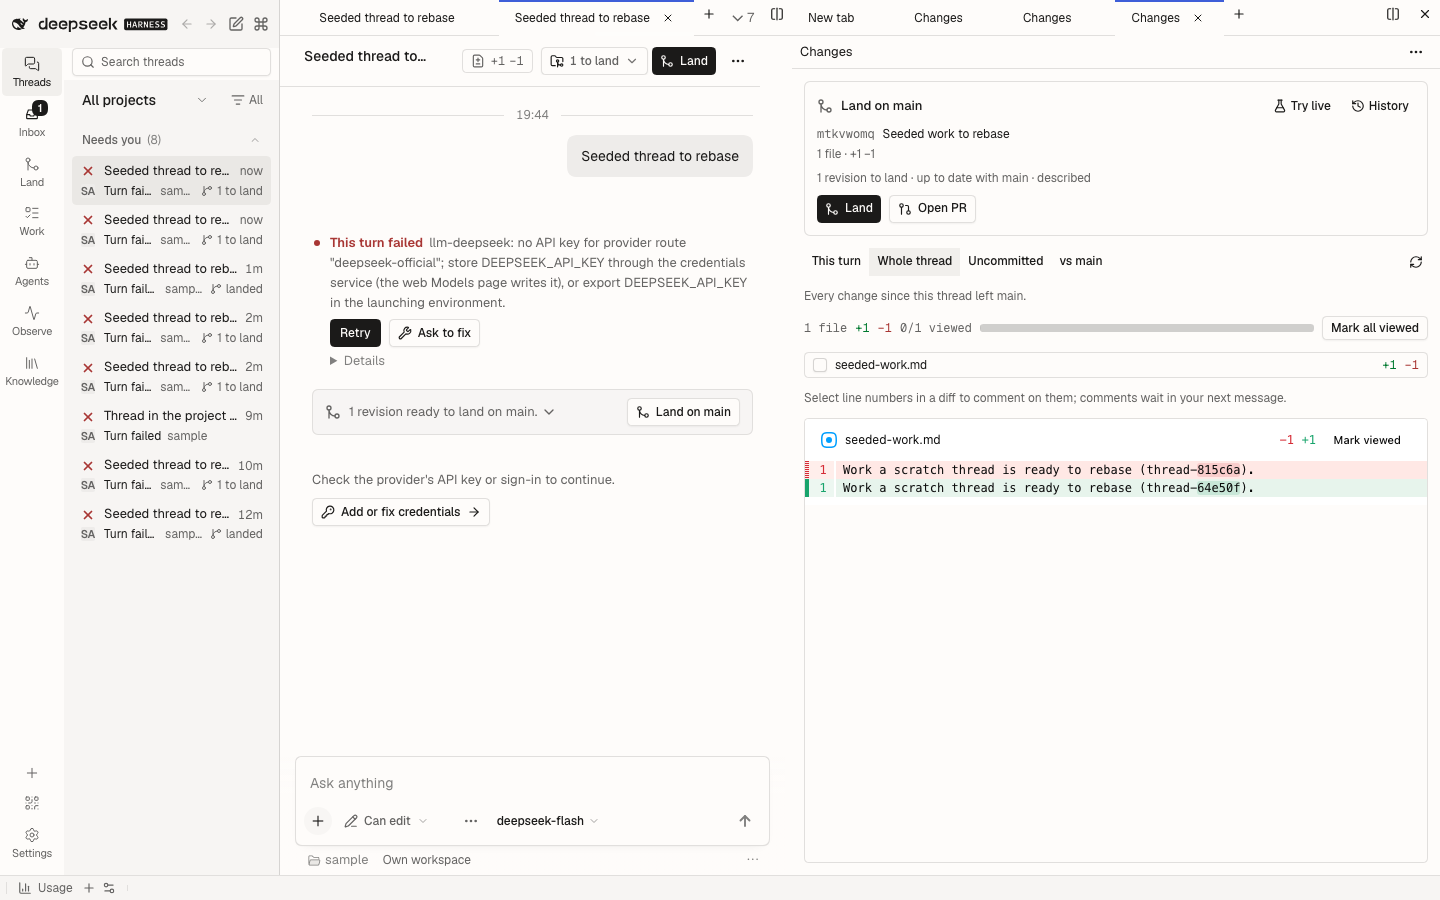 deepseek HARNESS
Threads
Inbox
1
Land
Work
Agents
Observe
Knowledge
Settings
Search threads
All projects
All
Needs you (8)
Seeded thread to re... now
SA Turn fai... sam... 1 to land
Seeded thread to re... now
SA Turn fai... sam... 1 to land
Seeded thread to reb... 1m
SA Turn fail... samp... landed
Seeded thread to reb... 2m
SA Turn fai... sam... 1 to land
Seeded thread to reb... 2m
SA Turn fai... sam... 1 to land
Thread in the project ... 9m
SA Turn failed sample
Seeded thread to re... 10m
SA Turn fai... sam... 1 to land
Seeded thread to re... 12m
SA Turn fail... samp... landed
Seeded thread to rebase
Seeded thread to rebase
7
Seeded thread to...
+1 −1
1 to land
Land
19:44
Seeded thread to rebase
This turn failed llm-deepseek: no API key for provider route
"deepseek-official"; store DEEPSEEK_API_KEY through the credentials
service (the web Models page writes it), or export DEEPSEEK_API_KEY
in the launching environment.
Retry
Ask to fix
Details
1 revision ready to land on main.
Land on main
Check the provider's API key or sign-in to continue.
Add or fix credentials
Ask anything
Can edit
deepseek-flash
sample
Own workspace
New tab
Changes
Changes
Changes
Changes
Land on main
Try live
History
mtkvwomq Seeded work to rebase
1 file · +1 −1
1 revision to land · up to date with main · described
Land
Open PR
This turn
Whole thread
Uncommitted
vs main
Every change since this thread left main.
1 file +1 −1 0/1 viewed
Mark all viewed
seeded-work.md
+1 −1
Select line numbers in a diff to comment on them; comments wait in your next message.
seeded-work.md
−1 +1
Mark viewed
1 Work a scratch thread is ready to rebase (thread-815c6a).
1 Work a scratch thread is ready to rebase (thread-64e50f).
Usage